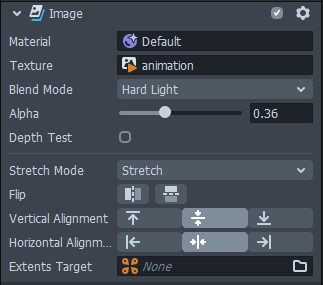 Image
Material Default
Texture animation
Blend Mode Hard Light
Alpha 0.36
Depth Test
Stretch Mode Stretch
Flip
Vertical Alignment
Horizontal Alignm...
Extents Target None